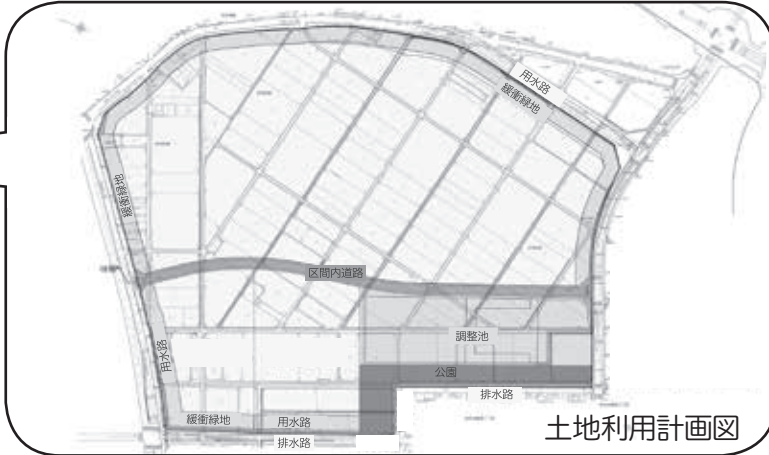 用水路
緩衝緑地
緩衝緑地
区間内道路
調整池
用水路
公園
排水路
緩衝緑地
用水路
排水路
土地利用計画図